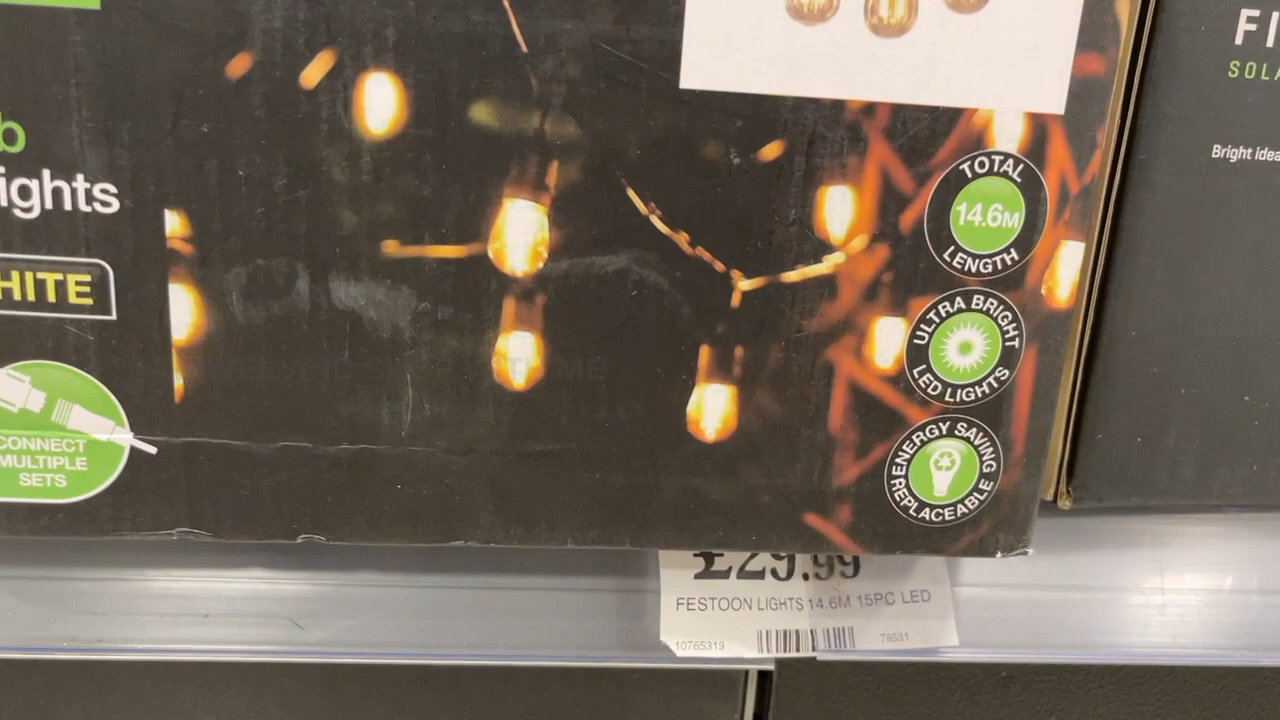 b
ights
HITE
CONNECT
MULTIPLE
SETS
TOTAL
14.6M
LENGTH
ULTRA BRIGHT
LED LIGHTS
ENERGY SAVING
REPLACEABLE
FI
SOLA
Bright idea
£29.99
FESTOON LIGHTS 14.6M 15PC LED
10765319
76531